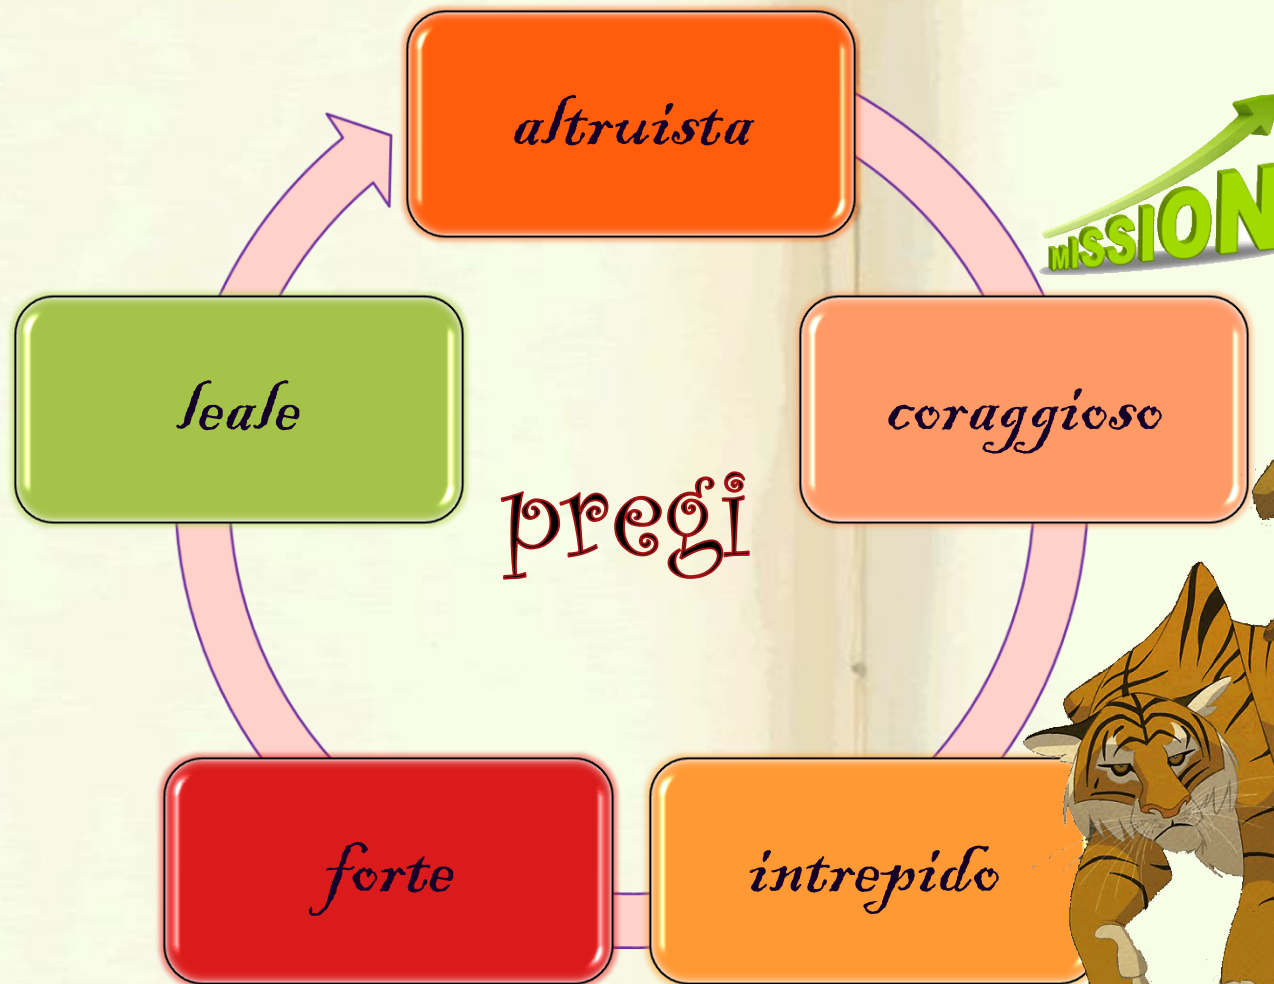 altruista
MISSION
leale
coraggioso
pregi
forte
intrepido